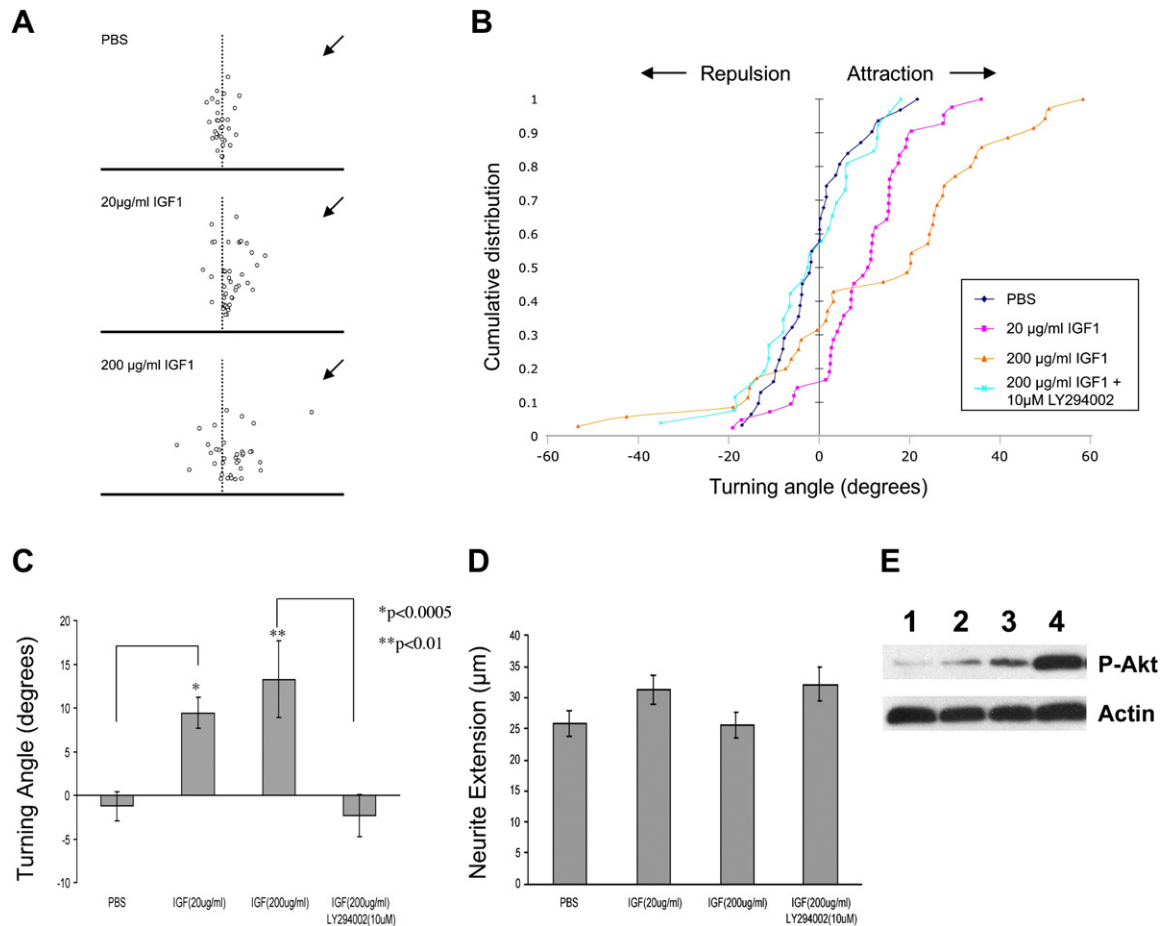 A
PBS
20µg/ml IGF1
200 µg/ml IGF1
B
Repulsion Attraction
Cumulative distribution
1
0.9
0.8
0.7
0.6
0.5
0.4
0.3
0.2
0.1
0
-60 -40 -20 0 20 40 60
Turning angle (degrees)
PBS
20 µg/ml IGF1
200 µg/ml IGF1
200 µg/ml IGF1 +
10µM LY294002
C
*p<0.0005
**p<0.01
Turning Angle (degrees)
20
15
10
5
0
-5
-10
*
**
PBS IGF(20ug/ml) IGF(200ug/ml) IGF(200ug/ml)
LY294002(10uM)
D
Neurite Extension (µm)
40
35
30
25
20
15
10
5
0
PBS IGF(20ug/ml) IGF(200ug/ml) IGF(200ug/ml)
LY294002(10uM)
E
1 2 3 4
P-Akt
Actin